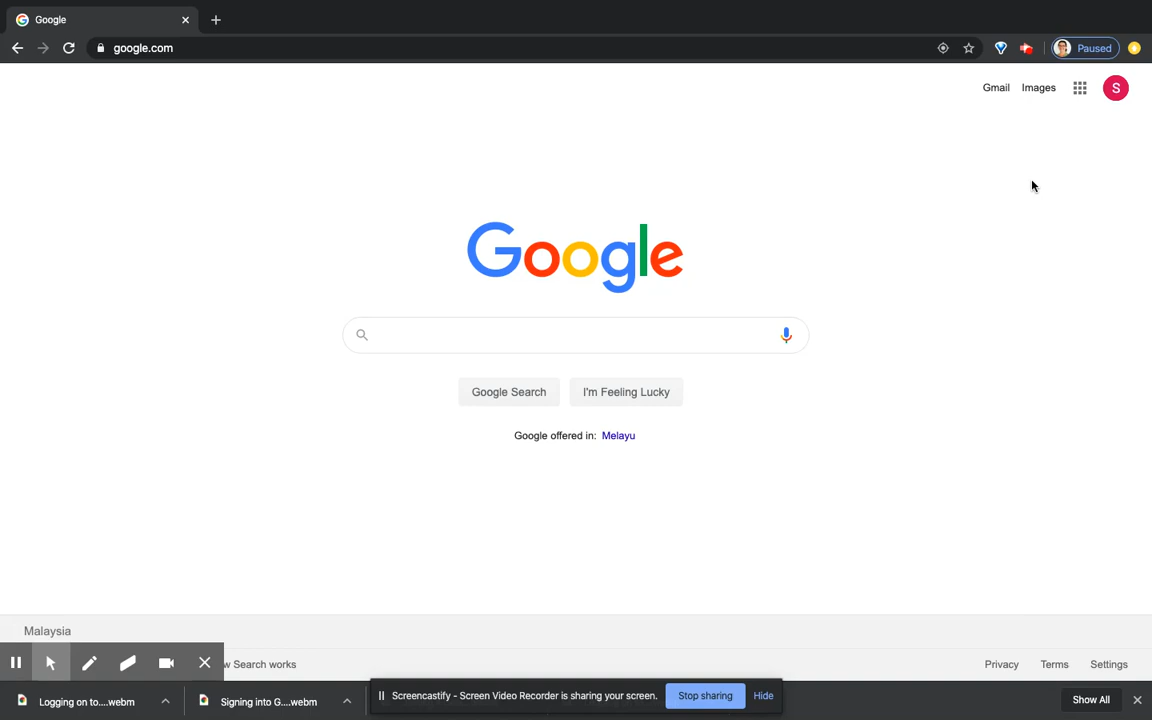 Google
google.com
Paused
Gmail Images
S
Google
Google Search I'm Feeling Lucky
Google offered in: Melayu
Malaysia
w Search works
Privacy Terms Settings
Logging on to....webm
Signing into G....webm
Screencastify - Screen Video Recorder is sharing your screen. Stop sharing Hide
Show All